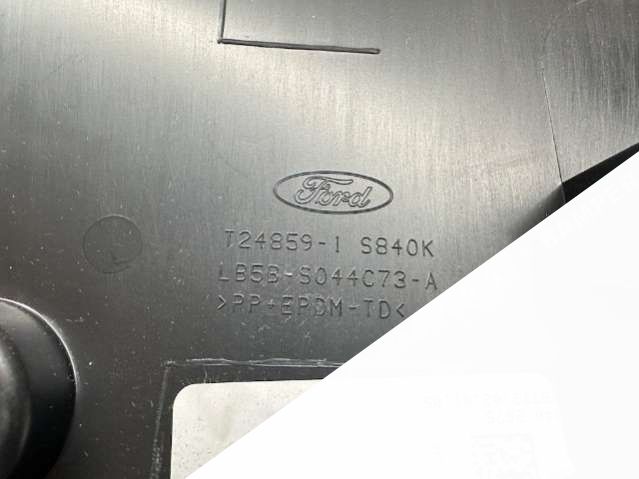 Ford
T24859-1 S840K
LB5B-S044C73-A
>PP+EPDM-TD<